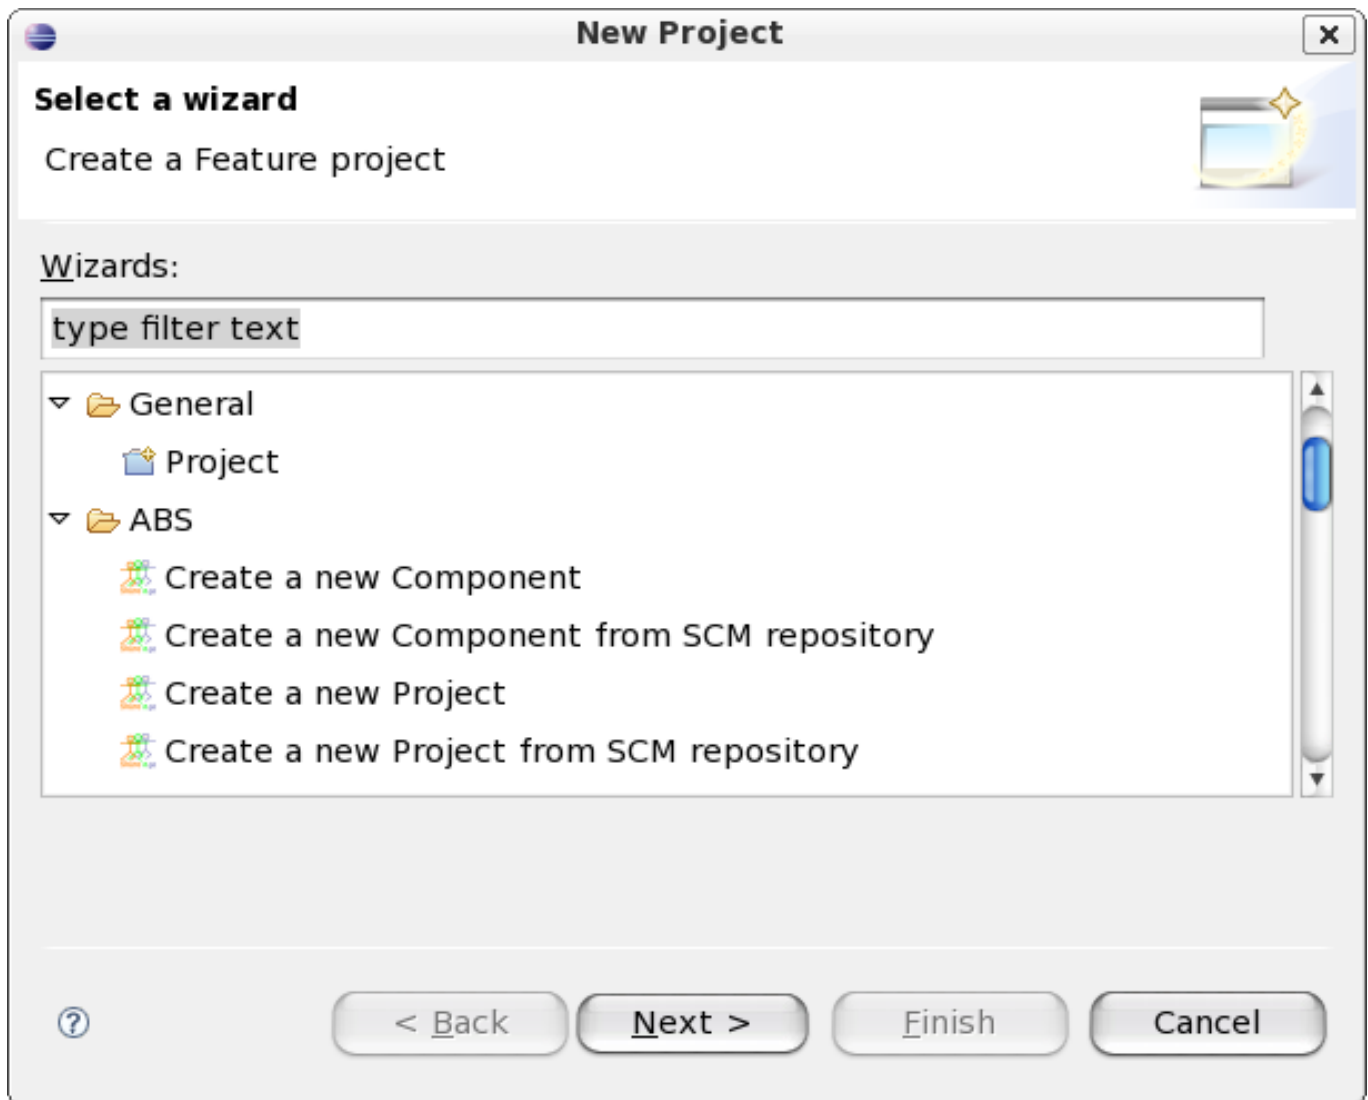 New Project
Select a wizard
Create a Feature project
Wizards:
type filter text
General
Project
ABS
Create a new Component
Create a new Component from SCM repository
Create a new Project
Create a new Project from SCM repository
< Back Next > Finish Cancel